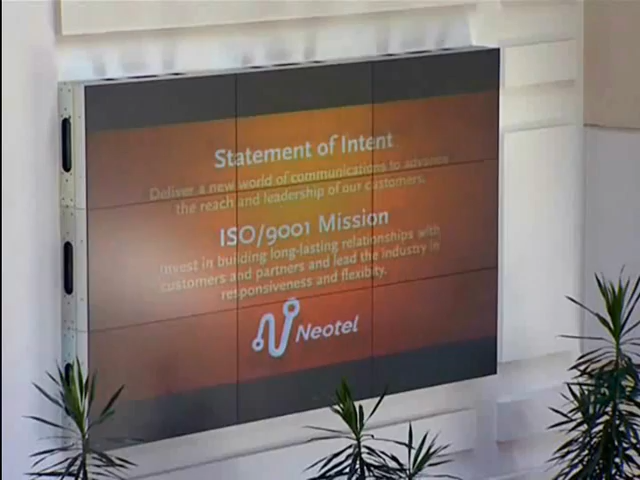 Statement of Intent
Deliver a new world of communications to advance
the reach and leadership of our customers.
ISO/9001 Mission
Invest in building long-lasting relationships with
customers and partners and lead the industry in
responsiveness and flexibity.
Neotel